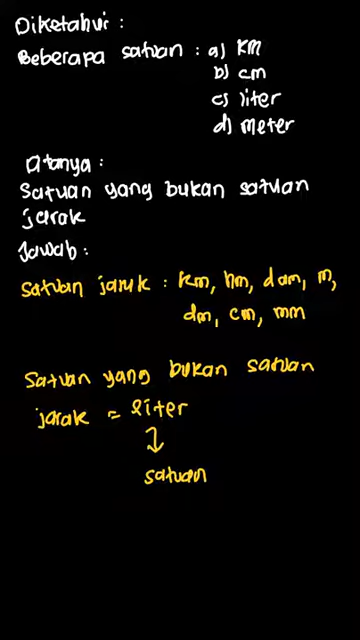 Diketahui :
Beberapa satuan : a) km
b) cm
c) liter
d) meter
Ditanya :
Satuan yang bukan satuan
jarak
Jawab :
Satuan jarak : km, hm, dam, m,
dm, cm, mm
Satuan yang bukan satuan
jarak = liter
↓
satuan